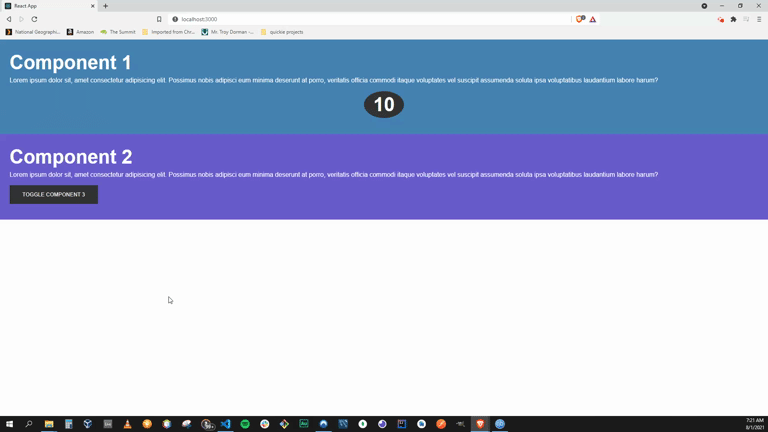 React App
localhost:3000
National Geographi...
Amazon
The Summit
Imported from Chr...
Mr. Troy Dorman -...
quickie projects
Component 1
Lorem ipsum dolor sit, amet consectetur adipisicing elit. Possimus nobis adipisci eum minima deserunt at porro, veritatis officia commodi itaque voluptates vel suscipit assumenda soluta ipsa voluptatibus laudantium labore harum?
10
Component 2
Lorem ipsum dolor sit, amet consectetur adipisicing elit. Possimus nobis adipisci eum minima deserunt at porro, veritatis officia commodi itaque voluptates vel suscipit assumenda soluta ipsa voluptatibus laudantium labore harum?
TOGGLE COMPONENT 3
7:21 AM
8/1/2021